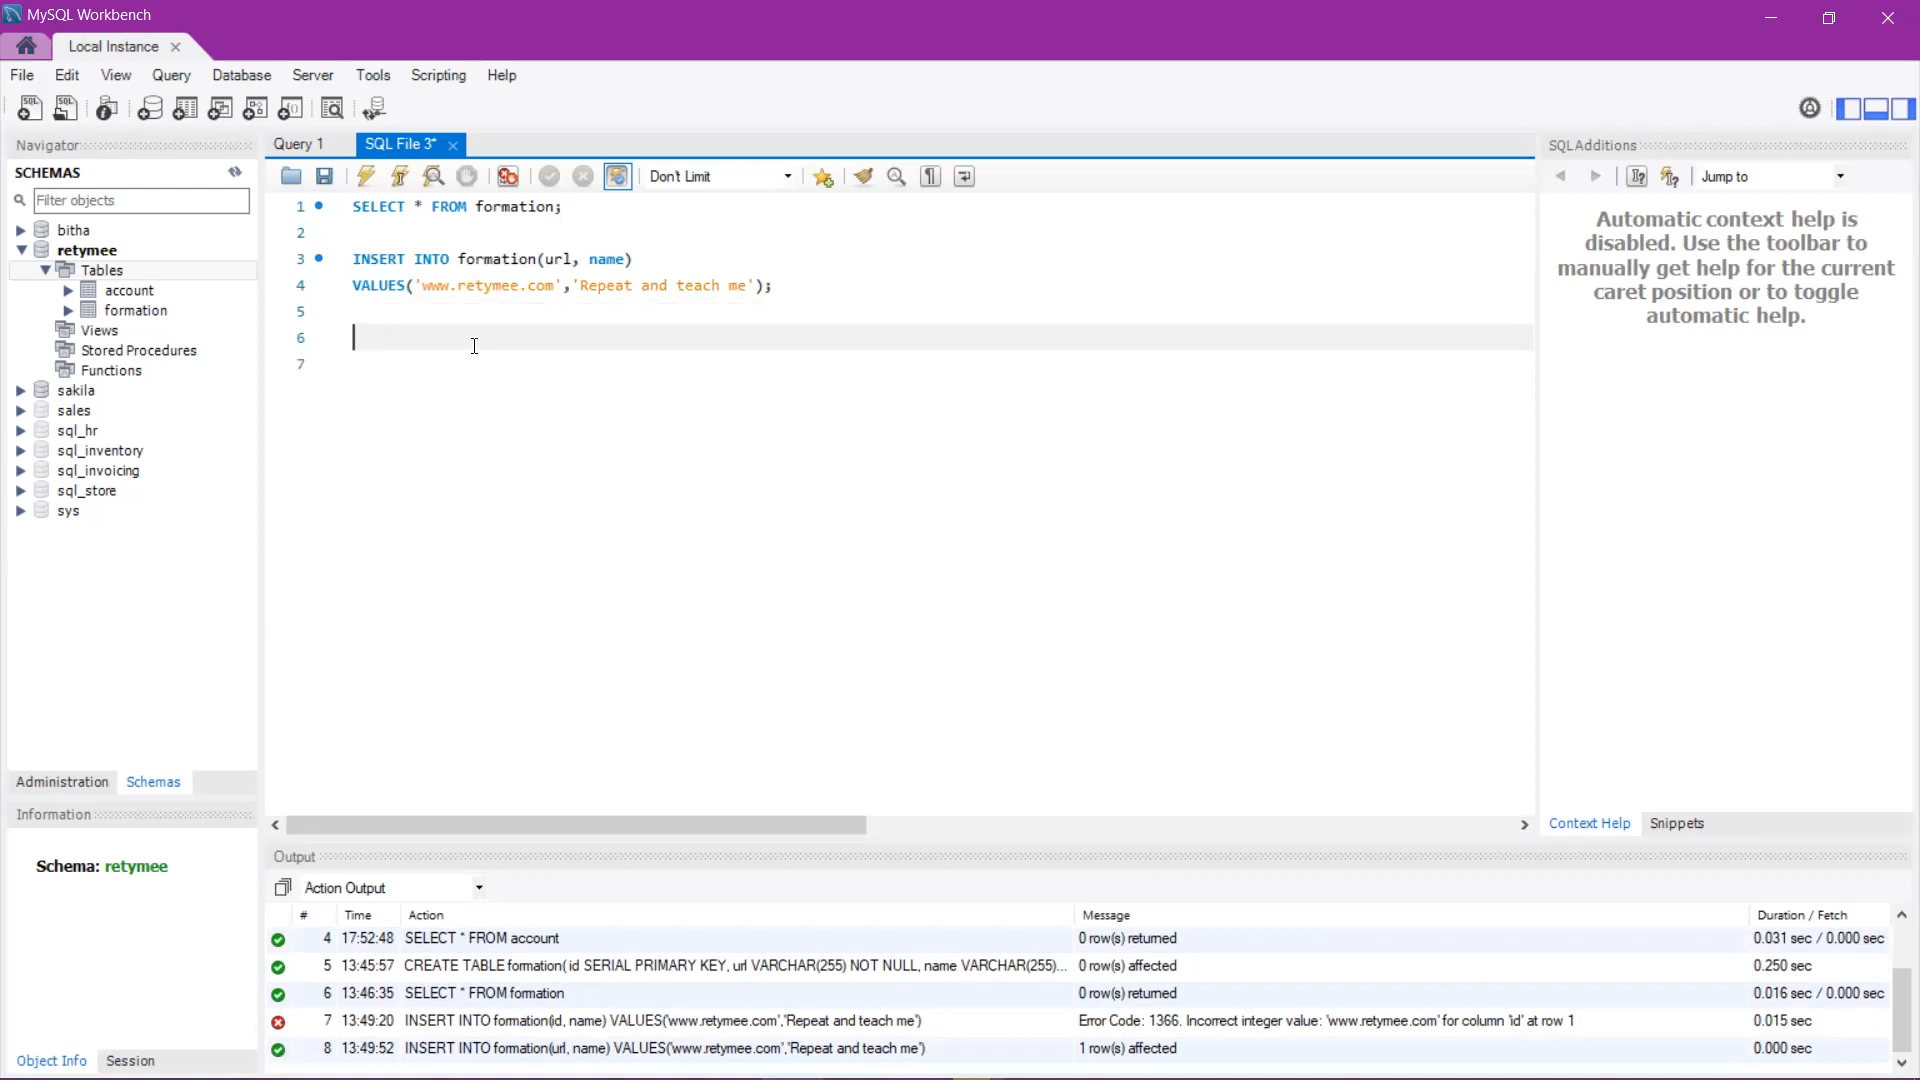 MySQL Workbench
Local Instance
File Edit View Query Database Server Tools Scripting Help
Navigator
SCHEMAS
Filter objects
bitha
retymee
Tables
account
formation
Views
Stored Procedures
Functions
sakila
sales
sql_hr
sql_inventory
sql_invoicing
sql_store
sys
Administration Schemas
Information
Schema: retymee
Object Info Session
Query 1 SQL File 3*
Don't Limit
1 SELECT * FROM formation;
2
3 INSERT INTO formation(url, name)
4 VALUES('www.retymee.com','Repeat and teach me');
5
6
7
SQLAdditions
Jump to
Automatic context help is
disabled. Use the toolbar to
manually get help for the current
caret position or to toggle
automatic help.
Context Help Snippets
Output
Action Output
# Time Action Message Duration / Fetch
4 17:52:48 SELECT * FROM account 0 row(s) returned 0.031 sec / 0.000 sec
5 13:45:57 CREATE TABLE formation( id SERIAL PRIMARY KEY, url VARCHAR(255) NOT NULL, name VARCHAR(255)... 0 row(s) affected 0.250 sec
6 13:46:35 SELECT * FROM formation 0 row(s) returned 0.016 sec / 0.000 sec
7 13:49:20 INSERT INTO formation(id, name) VALUES('www.retymee.com','Repeat and teach me') Error Code: 1366. Incorrect integer value: 'www.retymee.com' for column 'id' at row 1 0.015 sec
8 13:49:52 INSERT INTO formation(url, name) VALUES('www.retymee.com','Repeat and teach me') 1 row(s) affected 0.000 sec